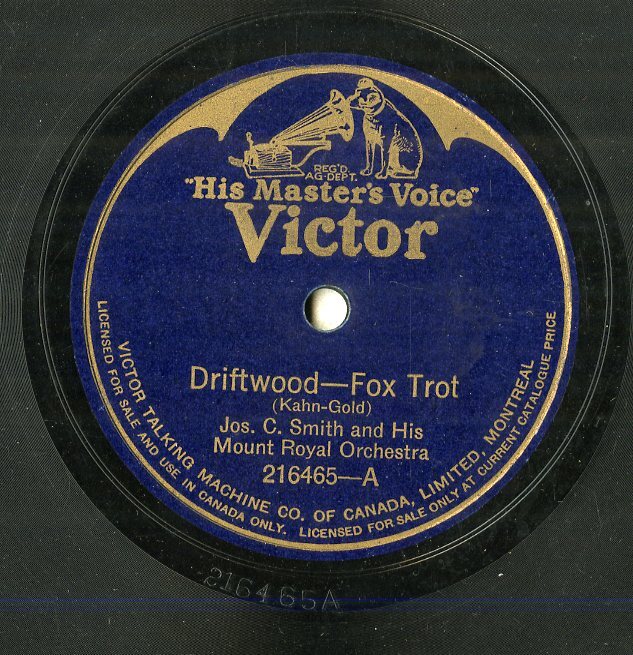 REG'D.
AG-DEPT.
"His Master's Voice"
Victor
Driftwood—Fox Trot
(Kahn-Gold)
Jos. C. Smith and His
Mount Royal Orchestra
216465—A
VICTOR TALKING MACHINE CO. OF CANADA, LIMITED, MONTREAL
LICENSED FOR SALE AND USE IN CANADA ONLY. LICENSED FOR SALE ONLY AT CURRENT CATALOGUE PRICE
216465A